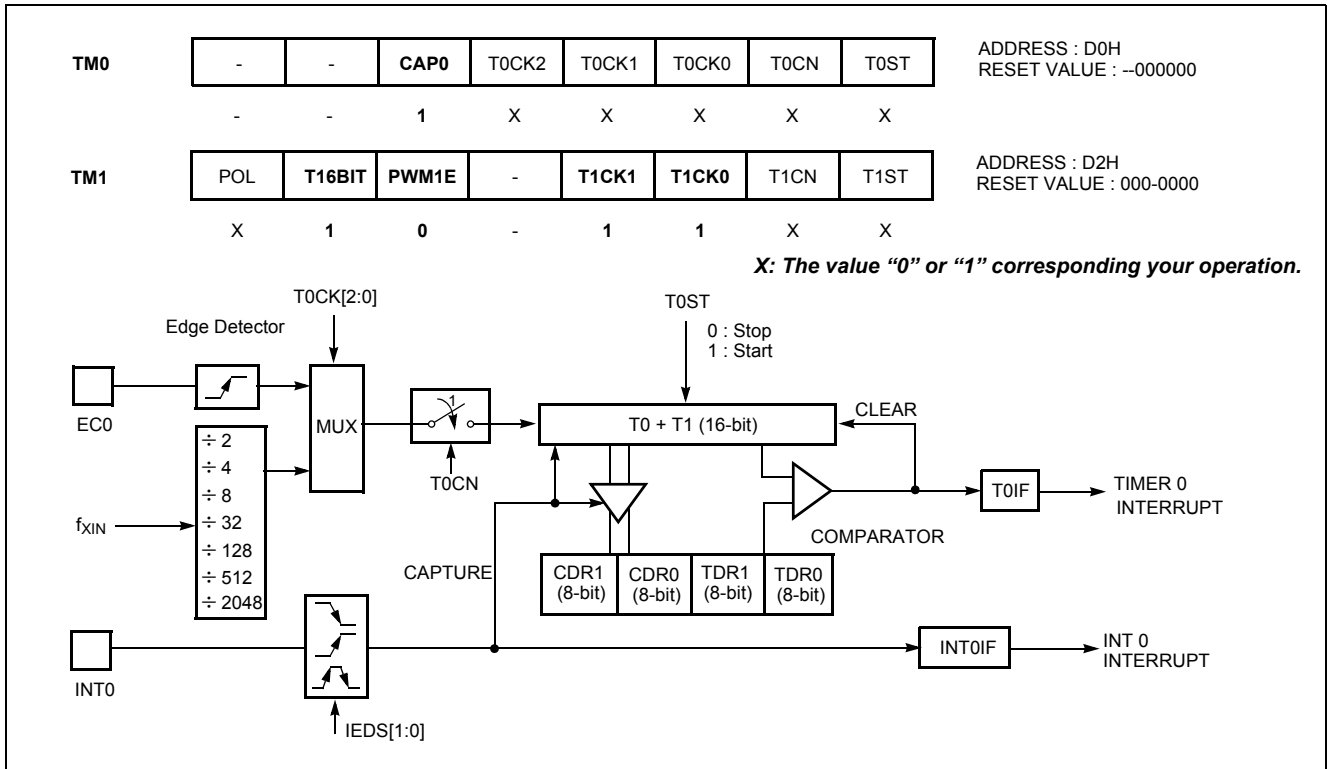 TM0 - - CAP0 T0CK2 T0CK1 T0CK0 T0CN T0ST
ADDRESS : D0H
RESET VALUE : --000000
- - 1 X X X X X
TM1 POL T16BIT PWM1E - T1CK1 T1CK0 T1CN T1ST
ADDRESS : D2H
RESET VALUE : 000-0000
X 1 0 - 1 1 X X
X: The value “0” or “1” corresponding your operation.
T0CK[2:0]
Edge Detector
T0ST
0 : Stop
1 : Start
EC0
MUX
1
T0CN
T0 + T1 (16-bit)
CLEAR
fXIN
÷ 2
÷ 4
÷ 8
÷ 32
÷ 128
÷ 512
÷ 2048
COMPARATOR
T0IF
TIMER 0
INTERRUPT
CAPTURE
CDR1
(8-bit)
CDR0
(8-bit)
TDR1
(8-bit)
TDR0
(8-bit)
INT0
INT0IF
INT 0
INTERRUPT
IEDS[1:0]